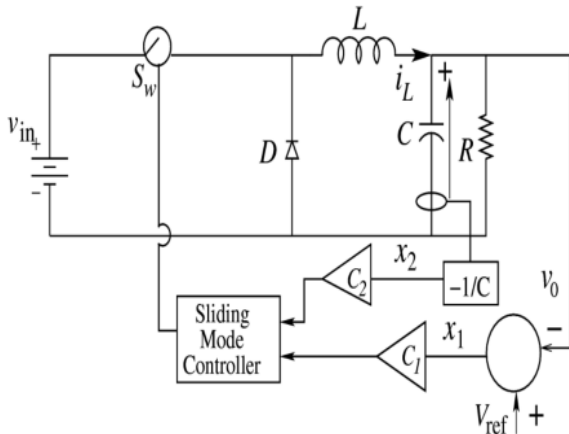 L
S_w
i_L
+
v_in
+
-
D
C
R
x_2
C_2
-1/C
v_0
Sliding
Mode
Controller
x_1
C_1
-
V_ref
+